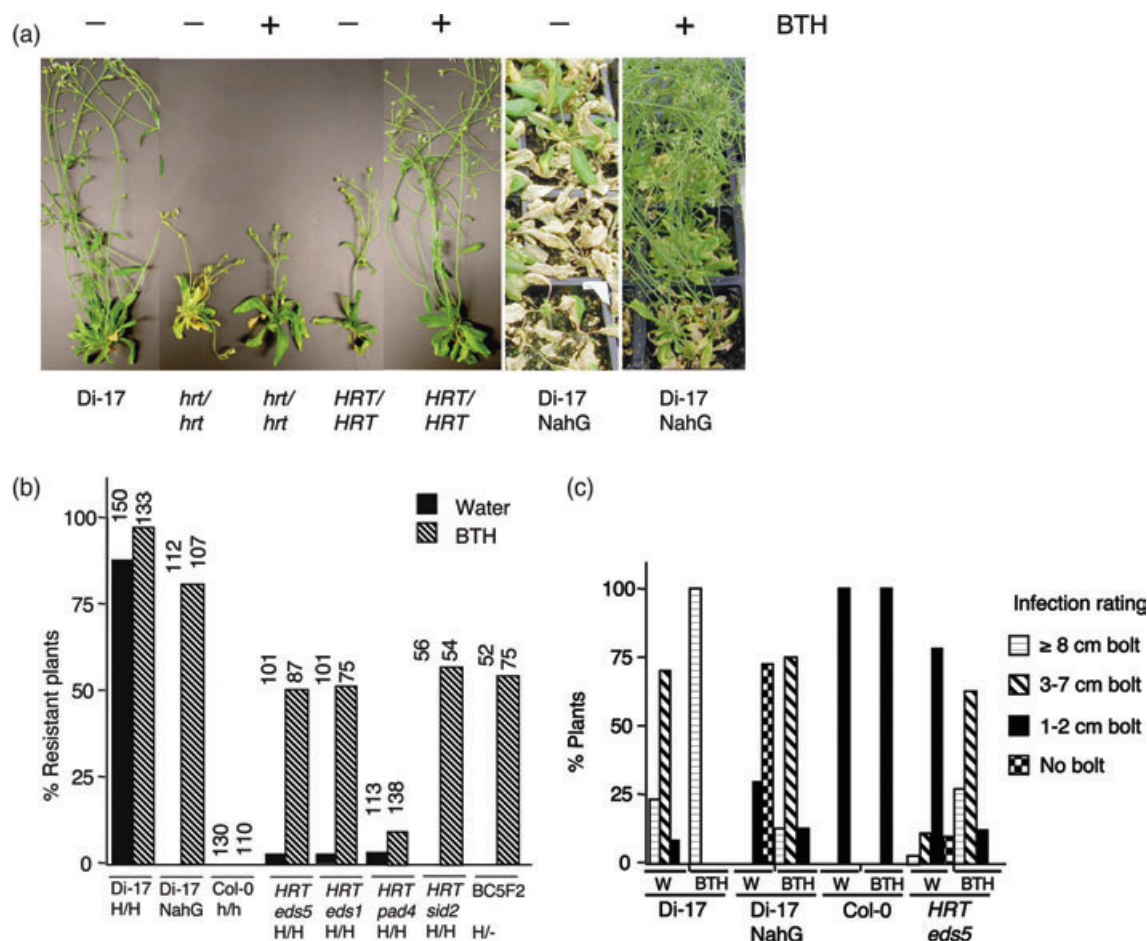 − − + − + − + BTH
(a)
Di-17 hrt/ hrt/ HRT/ HRT/ Di-17 Di-17
hrt hrt HRT HRT NahG NahG
(b)
% Resistant plants
100
75
50
25
0
150 133 112 107 130 110 101 87 101 75 113 138 56 54 52 75
Water
BTH
Di-17 Di-17 Col-0 HRT HRT HRT HRT BC5F2
H/H NahG h/h eds5 eds1 pad4 sid2
H/H H/H H/H H/H H/-
(c)
% Plants
100
75
50
25
0
Infection rating
≥ 8 cm bolt
3-7 cm bolt
1-2 cm bolt
No bolt
W BTH W BTH W BTH W BTH
Di-17 Di-17 Col-0 HRT
NahG eds5